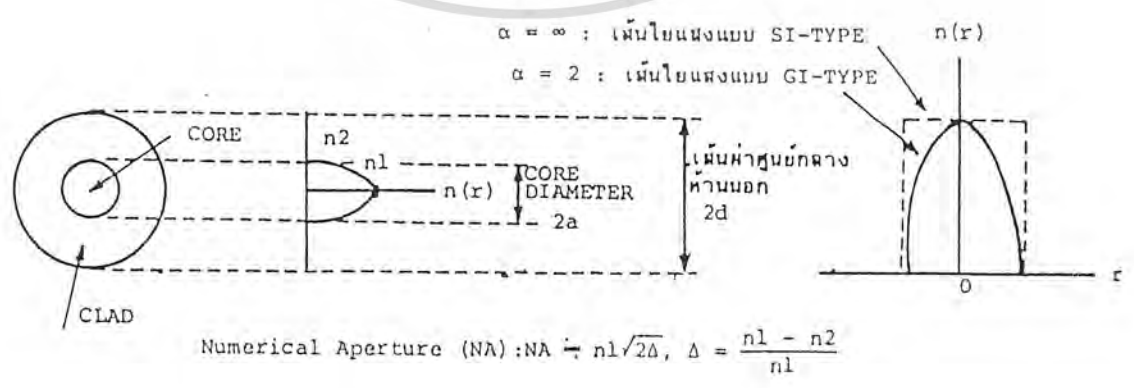 α = ∞ : เส้นใยแสงแบบ SI-TYPE
n(r)
α = 2 : เส้นใยแสงแบบ GI-TYPE
CORE
n2
n1
n(r)
CORE
DIAMETER
2a
เส้นผ่าศูนย์กลาง
ด้านนอก
2d
0
r
CLAD
Numerical Aperture (NA):NA ≒ n1√2Δ, Δ = (n1 - n2)/n1